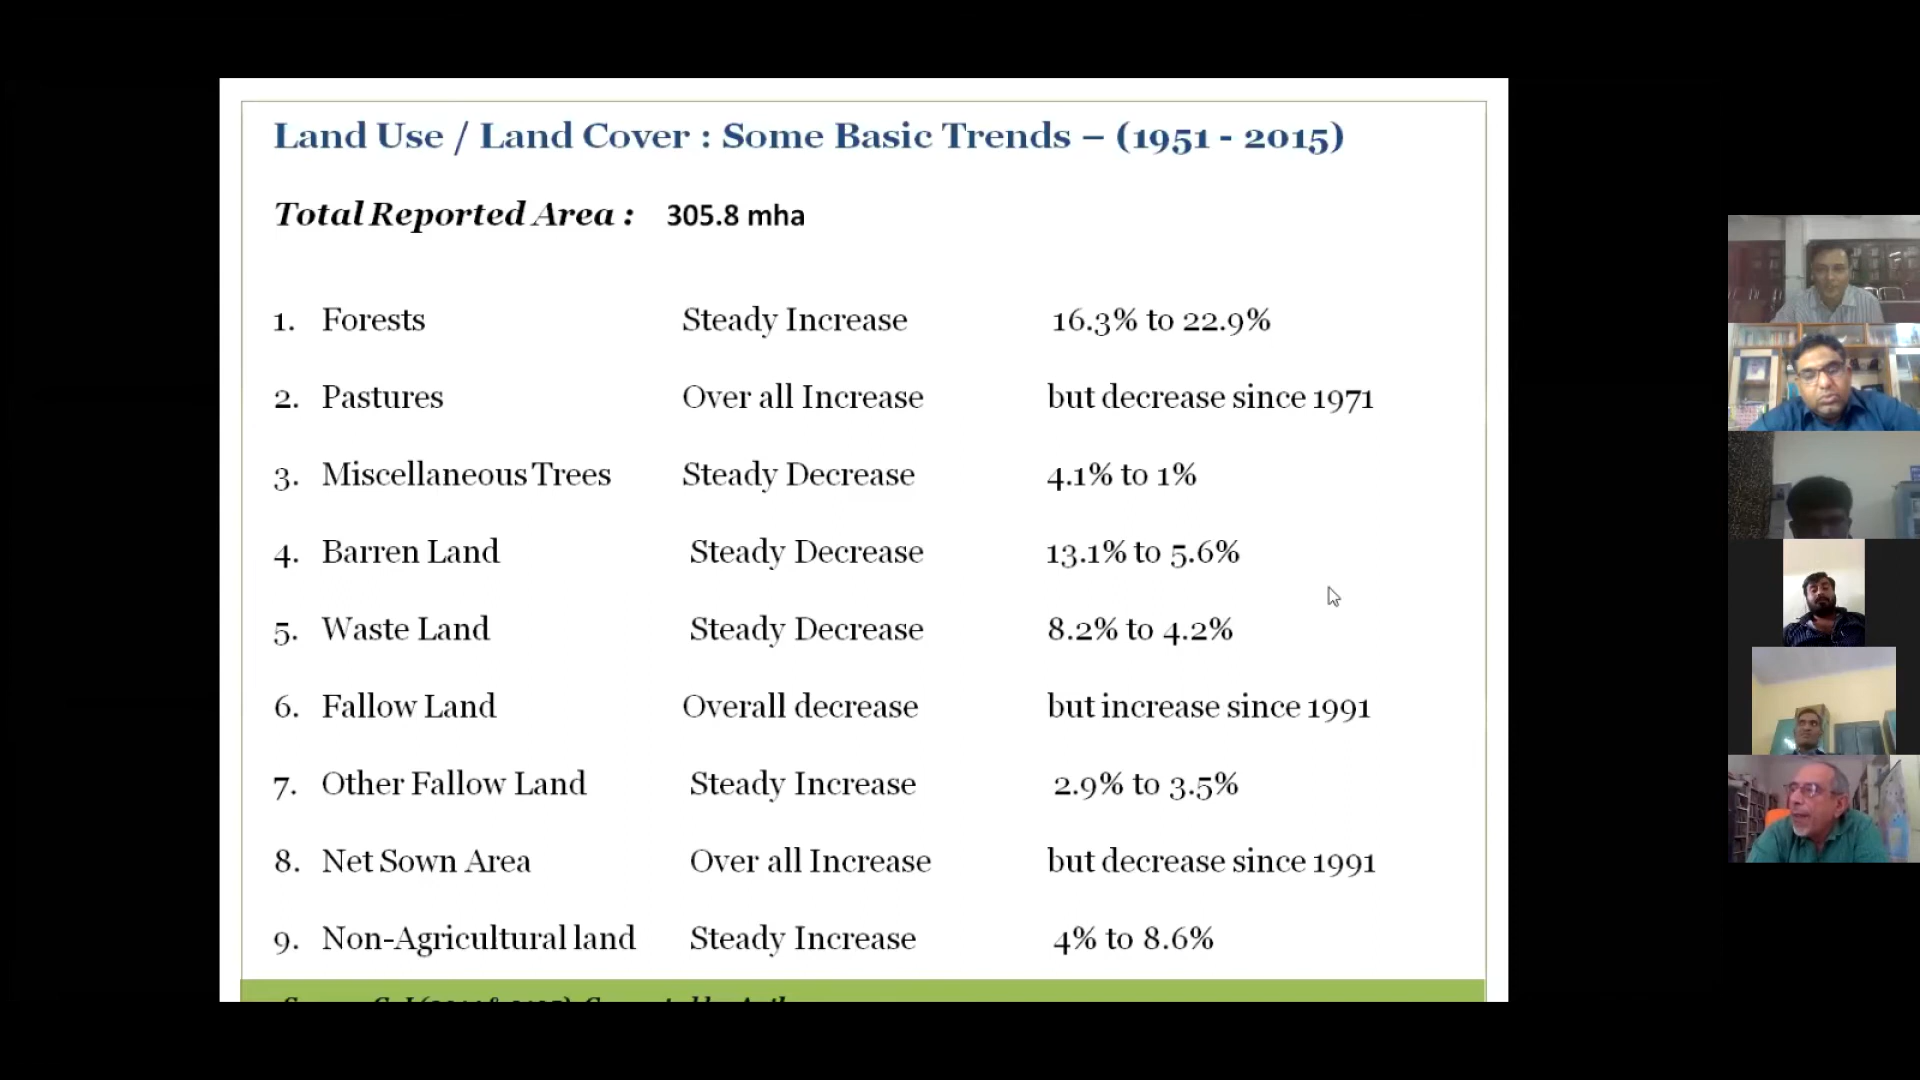 Land Use / Land Cover : Some Basic Trends – (1951 - 2015)
Total Reported Area : 305.8 mha
1. Forests Steady Increase 16.3% to 22.9%
2. Pastures Over all Increase but decrease since 1971
3. Miscellaneous Trees Steady Decrease 4.1% to 1%
4. Barren Land Steady Decrease 13.1% to 5.6%
5. Waste Land Steady Decrease 8.2% to 4.2%
6. Fallow Land Overall decrease but increase since 1991
7. Other Fallow Land Steady Increase 2.9% to 3.5%
8. Net Sown Area Over all Increase but decrease since 1991
9. Non-Agricultural land Steady Increase 4% to 8.6%